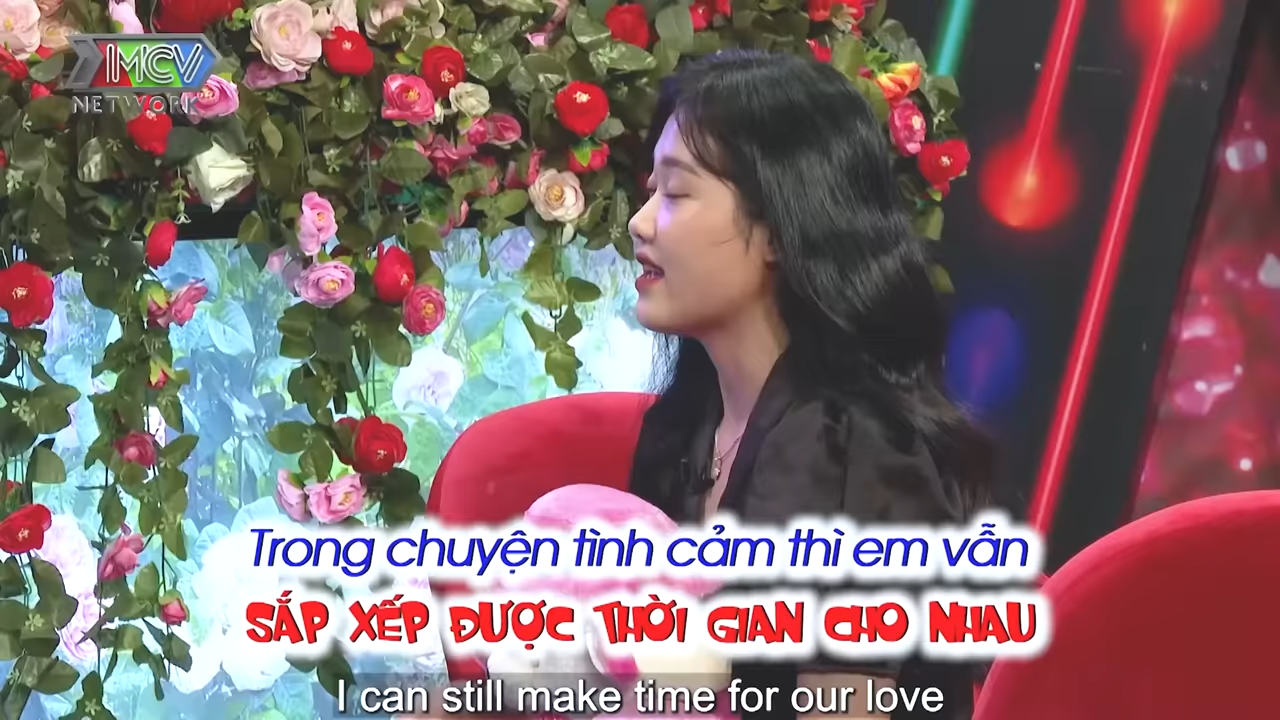 MCV
NETWORK
Trong chuyện tình cảm thì em vẫn
SẮP XẾP ĐƯỢC THỜI GIAN CHO NHAU
I can still make time for our love